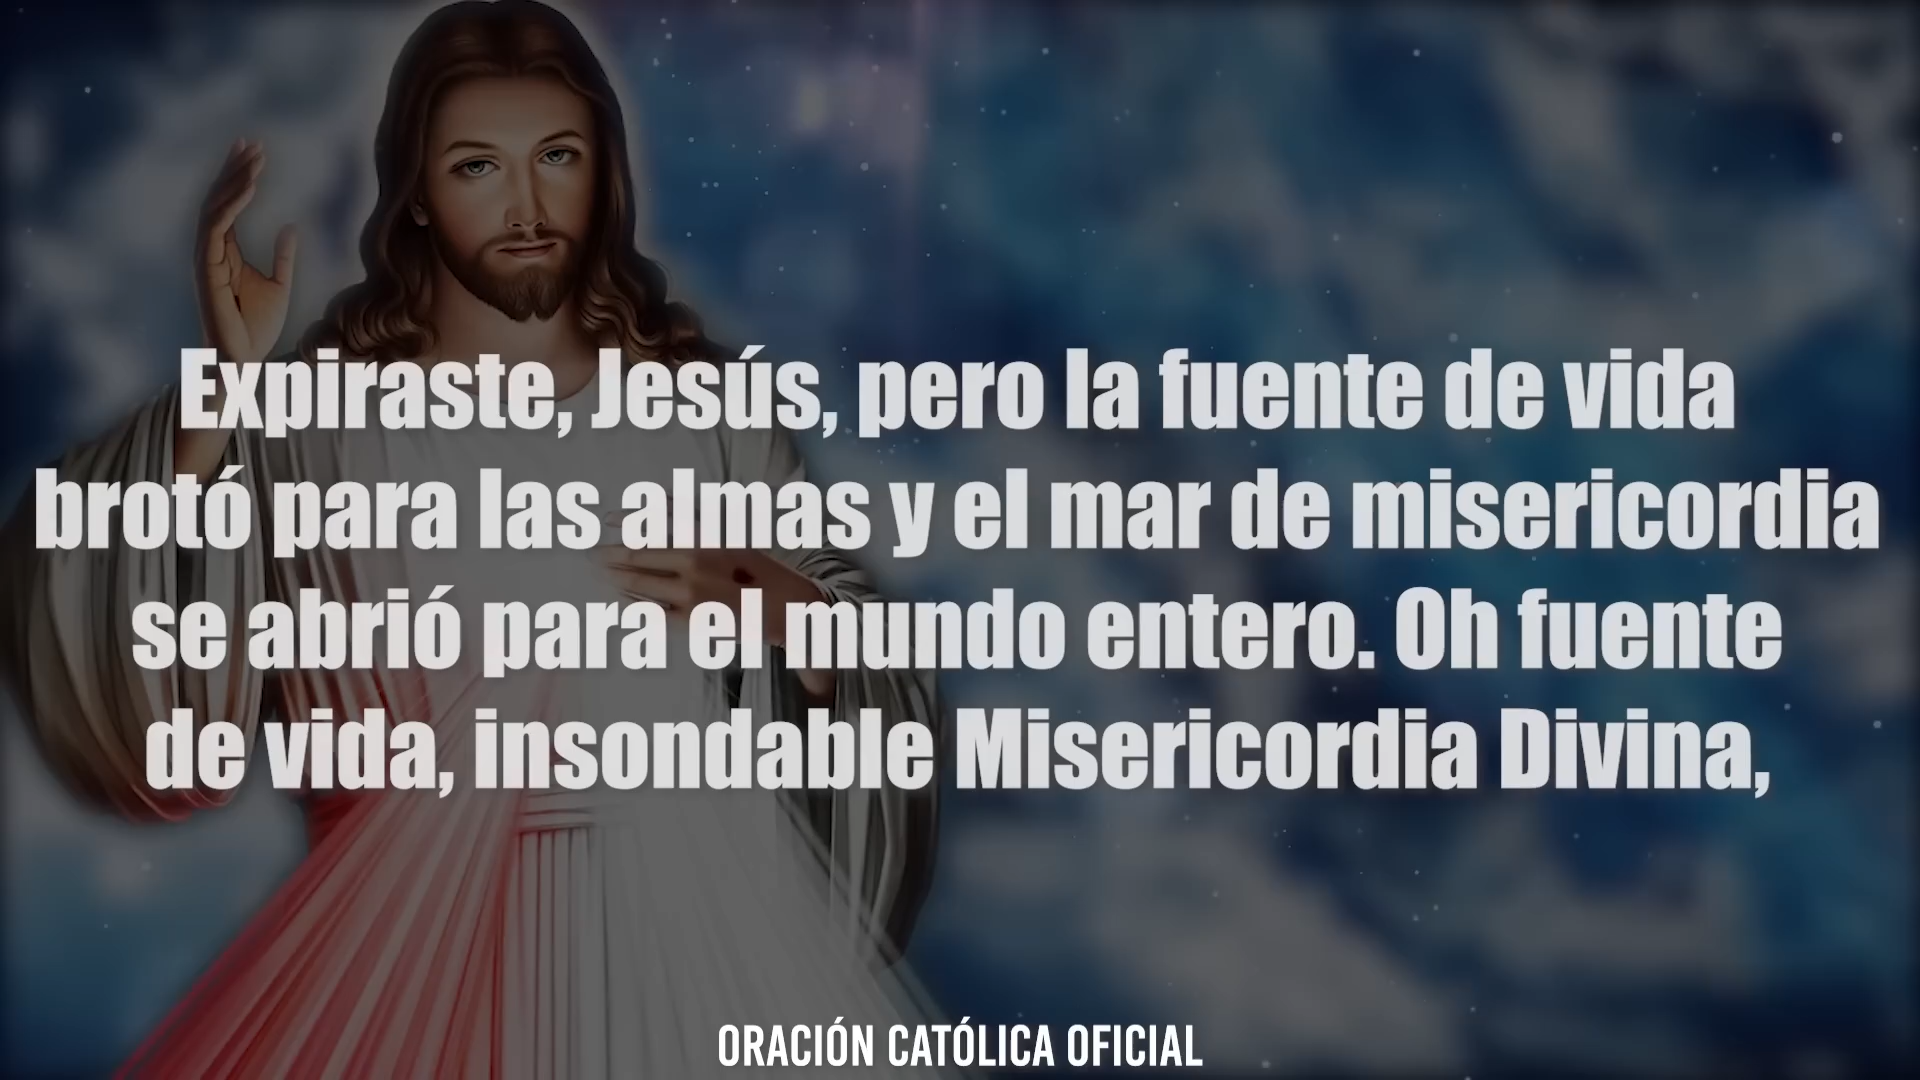 Expiraste, Jesús, pero la fuente de vida
brotó para las almas y el mar de misericordia
se abrió para el mundo entero. Oh fuente
de vida, insondable Misericordia Divina,
ORACIÓN CATÓLICA OFICIAL